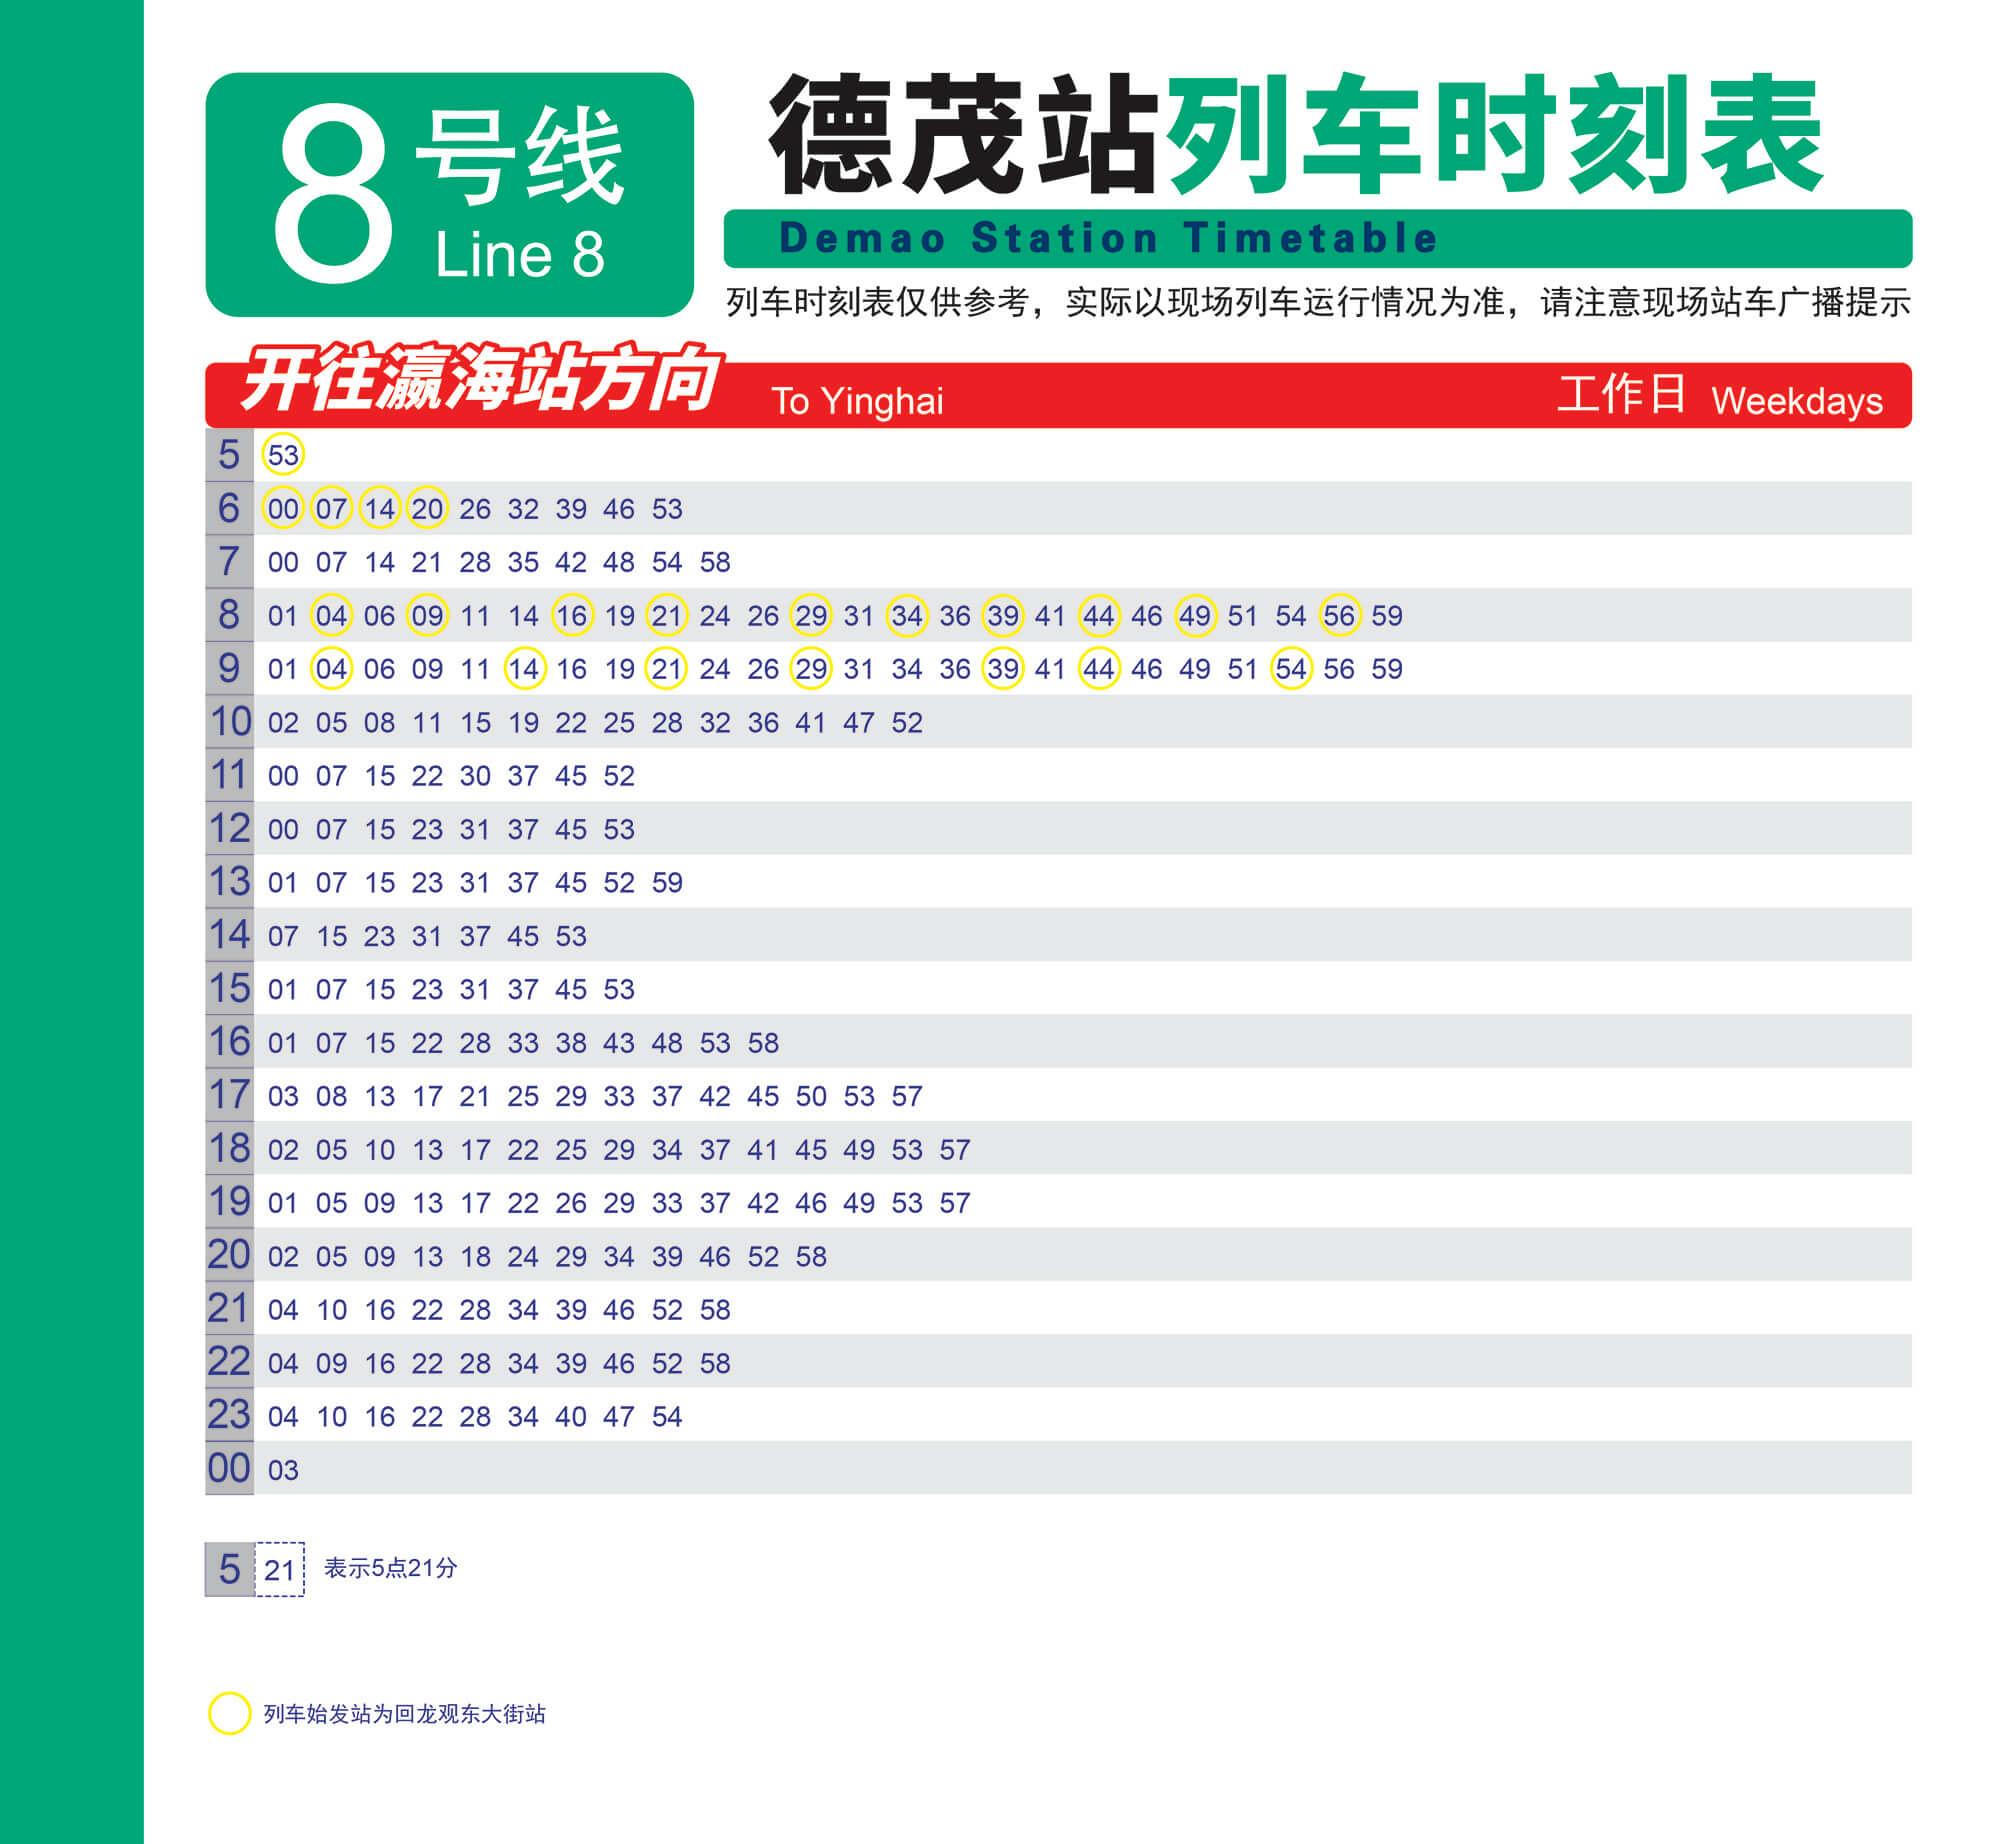 8号线
Line 8
德茂站列车时刻表
Demao Station Timetable
列车时刻表仅供参考，实际以现场列车运行情况为准，请注意现场站车广播提示
开往瀛海站方向 To Yinghai 工作日 Weekdays
5 53
6 00 07 14 20 26 32 39 46 53
7 00 07 14 21 28 35 42 48 54 58
8 01 04 06 09 11 14 16 19 21 24 26 29 31 34 36 39 41 44 46 49 51 54 56 59
9 01 04 06 09 11 14 16 19 21 24 26 29 31 34 36 39 41 44 46 49 51 54 56 59
10 02 05 08 11 15 19 22 25 28 32 36 41 47 52
11 00 07 15 22 30 37 45 52
12 00 07 15 23 31 37 45 53
13 01 07 15 23 31 37 45 52 59
14 07 15 23 31 37 45 53
15 01 07 15 23 31 37 45 53
16 01 07 15 22 28 33 38 43 48 53 58
17 03 08 13 17 21 25 29 33 37 42 45 50 53 57
18 02 05 10 13 17 22 25 29 34 37 41 45 49 53 57
19 01 05 09 13 17 22 26 29 33 37 42 46 49 53 57
20 02 05 09 13 18 24 29 34 39 46 52 58
21 04 10 16 22 28 34 39 46 52 58
22 04 09 16 22 28 34 39 46 52 58
23 04 10 16 22 28 34 40 47 54
00 03
5 21 表示5点21分
列车始发站为回龙观东大街站